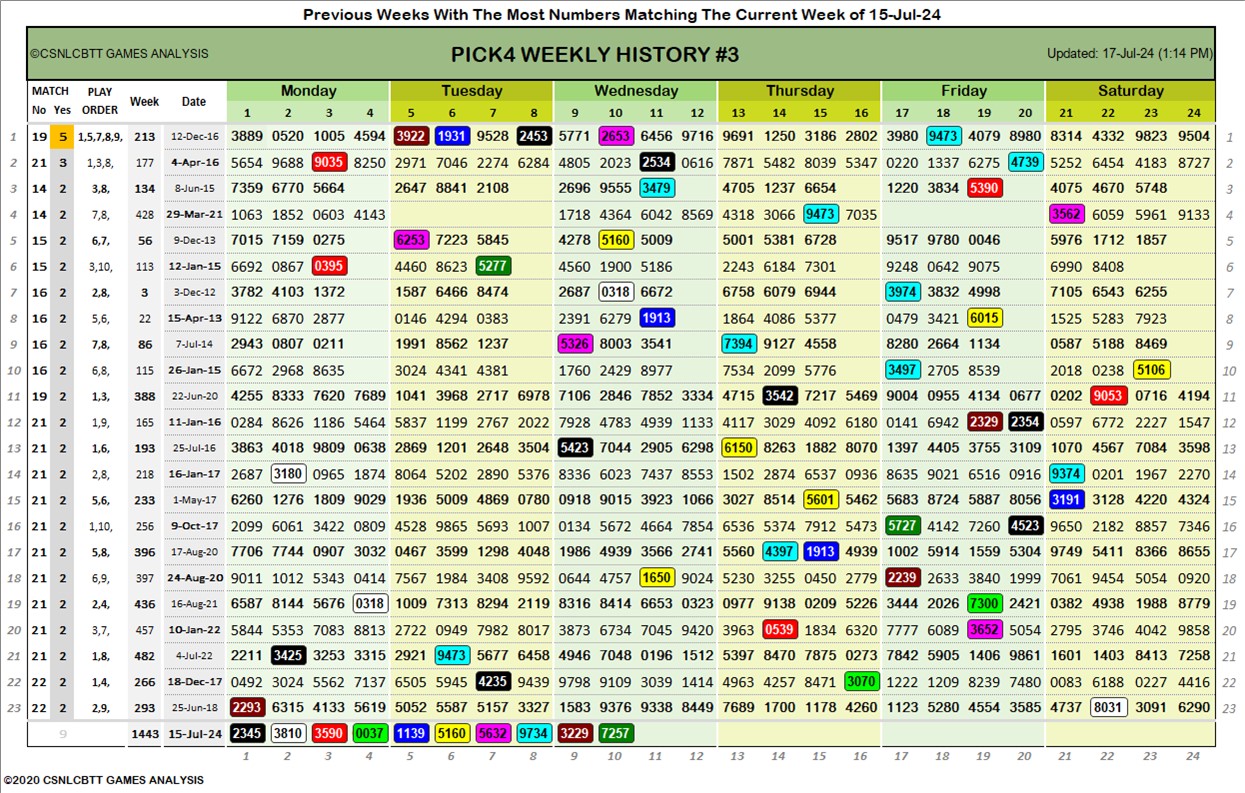 Previous Weeks With The Most Numbers Matching The Current Week of 15-Jul-24
©CSNLCBTT GAMES ANALYSIS PICK4 WEEKLY HISTORY #3 Updated: 17-Jul-24 (1:14 PM)
MATCH PLAY Week Date Monday Tuesday Wednesday Thursday Friday Saturday
No Yes ORDER 1 2 3 4 5 6 7 8 9 10 11 12 13 14 15 16 17 18 19 20 21 22 23 24
1 19 5 1,5,7,8,9, 213 12-Dec-16 3889 0520 1005 4594 3922 1931 9528 2453 5771 2653 6456 9716 9691 1250 3186 2802 3980 9473 4079 8980 8314 4332 9833 9504 1
2 21 3 1,3,8, 177 4-Apr-16 5654 9688 9035 8250 2971 7046 2274 6284 4805 2023 2534 0616 7871 5482 8039 5347 0220 1337 6275 4739 5252 6454 4183 8727 2
3 14 2 3,8, 134 8-Jun-15 7359 6770 5664 2647 8841 2108 2696 9555 3479 4705 1237 6654 1220 3834 5390 4075 4670 5748 3
4 14 2 7,8, 428 29-Mar-21 1063 1852 0603 4143 1718 4364 6042 8569 4318 3066 9473 7035 3562 6059 5961 9133 4
5 15 2 6,7, 56 9-Dec-13 7015 7159 0275 6253 7223 5845 4278 5160 5009 5001 5381 6728 9517 9780 0046 5976 1712 1857 5
6 15 2 3,10, 113 12-Jan-15 6692 0867 0395 4460 8623 5277 4560 1900 5186 2243 6184 7301 9248 0642 9075 6990 8408 6
7 16 2 2,8, 3 3-Dec-12 3782 4103 1372 1587 6466 8474 2687 0318 6672 6758 6079 6944 3974 3832 4998 7105 6543 6255 7
8 16 2 5,6, 22 15-Apr-13 9122 6870 2877 0146 4294 0383 2391 6279 1913 1864 4086 5377 0479 3421 6015 1525 5283 7923 8
9 16 2 7,8, 86 7-Jul-14 2943 0807 0211 1991 8562 1237 5326 8003 3541 7394 9127 4558 8280 2664 1134 0587 5188 8469 9
10 16 2 6,8, 115 26-Jan-15 6672 2968 8635 3024 4341 4381 1760 2429 8977 7534 2099 5776 3497 2705 8539 2018 0238 5106 10
11 19 2 1,3, 388 22-Jun-20 4255 8333 7620 7689 1041 3968 2717 6978 7106 2846 7852 3334 4715 3542 7217 5469 9004 0955 4134 0677 0202 9053 0716 4194 11
12 21 2 1,9, 165 11-Jan-16 0284 8868 1186 5464 5837 1199 2767 2022 7782 4783 4939 1133 4117 3029 4092 6180 0141 6942 2329 2354 0597 6772 2227 1547 12
13 21 2 1,6, 193 25-Jul-16 3863 4018 9809 0638 2869 1201 2648 3504 5423 7044 2905 6298 6150 8263 1882 8070 1397 4405 3755 3109 1070 4567 7084 3598 13
14 21 2 2,8, 218 16-Jan-17 2687 3180 0965 1874 8064 5202 2890 5376 8336 6023 7437 8553 1502 2874 6537 0936 8635 9021 6516 0916 9374 0201 1967 2270 14
15 21 2 5,6, 233 1-May-17 6260 1276 1809 9029 1936 5009 4869 0780 0918 9015 3923 1066 3027 8514 5601 5462 5683 8724 5887 8056 3191 3128 4220 4324 15
16 21 2 1,10, 256 9-Oct-17 2099 6061 3422 0809 4528 9865 5693 1007 0134 5672 4664 7854 6536 5374 7912 5473 5727 4142 7260 4523 9650 2182 8857 7346 16
17 21 2 5,8, 396 17-Aug-20 7706 7744 0907 3032 0467 3599 1298 4048 1986 4939 3566 2741 5560 4397 1913 4939 1002 5914 1559 5304 9749 5411 8366 8655 17
18 21 2 6,9, 397 24-Aug-20 9011 1012 5343 0414 7567 1984 3408 9592 0644 4757 1650 9024 5230 3255 0450 2779 2239 2633 3840 1999 7061 9454 5054 0920 18
19 21 2 2,4, 436 16-Aug-21 6587 8144 5676 0318 1009 7313 8294 2119 8316 8414 6653 0323 0977 9138 0209 5226 3444 2026 7300 2421 0382 4938 1988 8779 19
20 21 2 3,7, 457 10-Jan-22 5844 5353 7083 8813 2722 0949 7982 8027 9873 6734 7045 9420 3963 0539 1834 6320 7777 6089 3652 5054 2795 3746 4042 9858 20
21 21 2 1,8, 482 4-Jul-22 2211 3425 3253 3315 2921 9473 5677 6458 4946 7048 0196 1512 5397 8470 7875 0273 7842 5905 1406 9861 1601 1403 8413 7258 21
22 22 2 1,4, 266 18-Dec-17 0492 3024 5562 7137 6505 5945 4235 9439 9798 9109 3039 1414 4963 4257 8471 3070 1222 1209 8239 7480 0083 6188 0227 4416 22
23 22 2 2,9, 293 25-Jun-18 2293 6315 4133 5619 5052 5587 5157 3327 1583 9376 9338 8449 7689 1700 1178 4260 1123 5280 4554 3585 4737 8031 3091 6290 23
9 1443 15-Jul-24 2345 3810 3590 0037 1139 5160 5632 9734 3229 7257
1 2 3 4 5 6 7 8 9 10 11 12 13 14 15 16 17 18 19 20 21 22 23 24
©2020 CSNLCBTT GAMES ANALYSIS